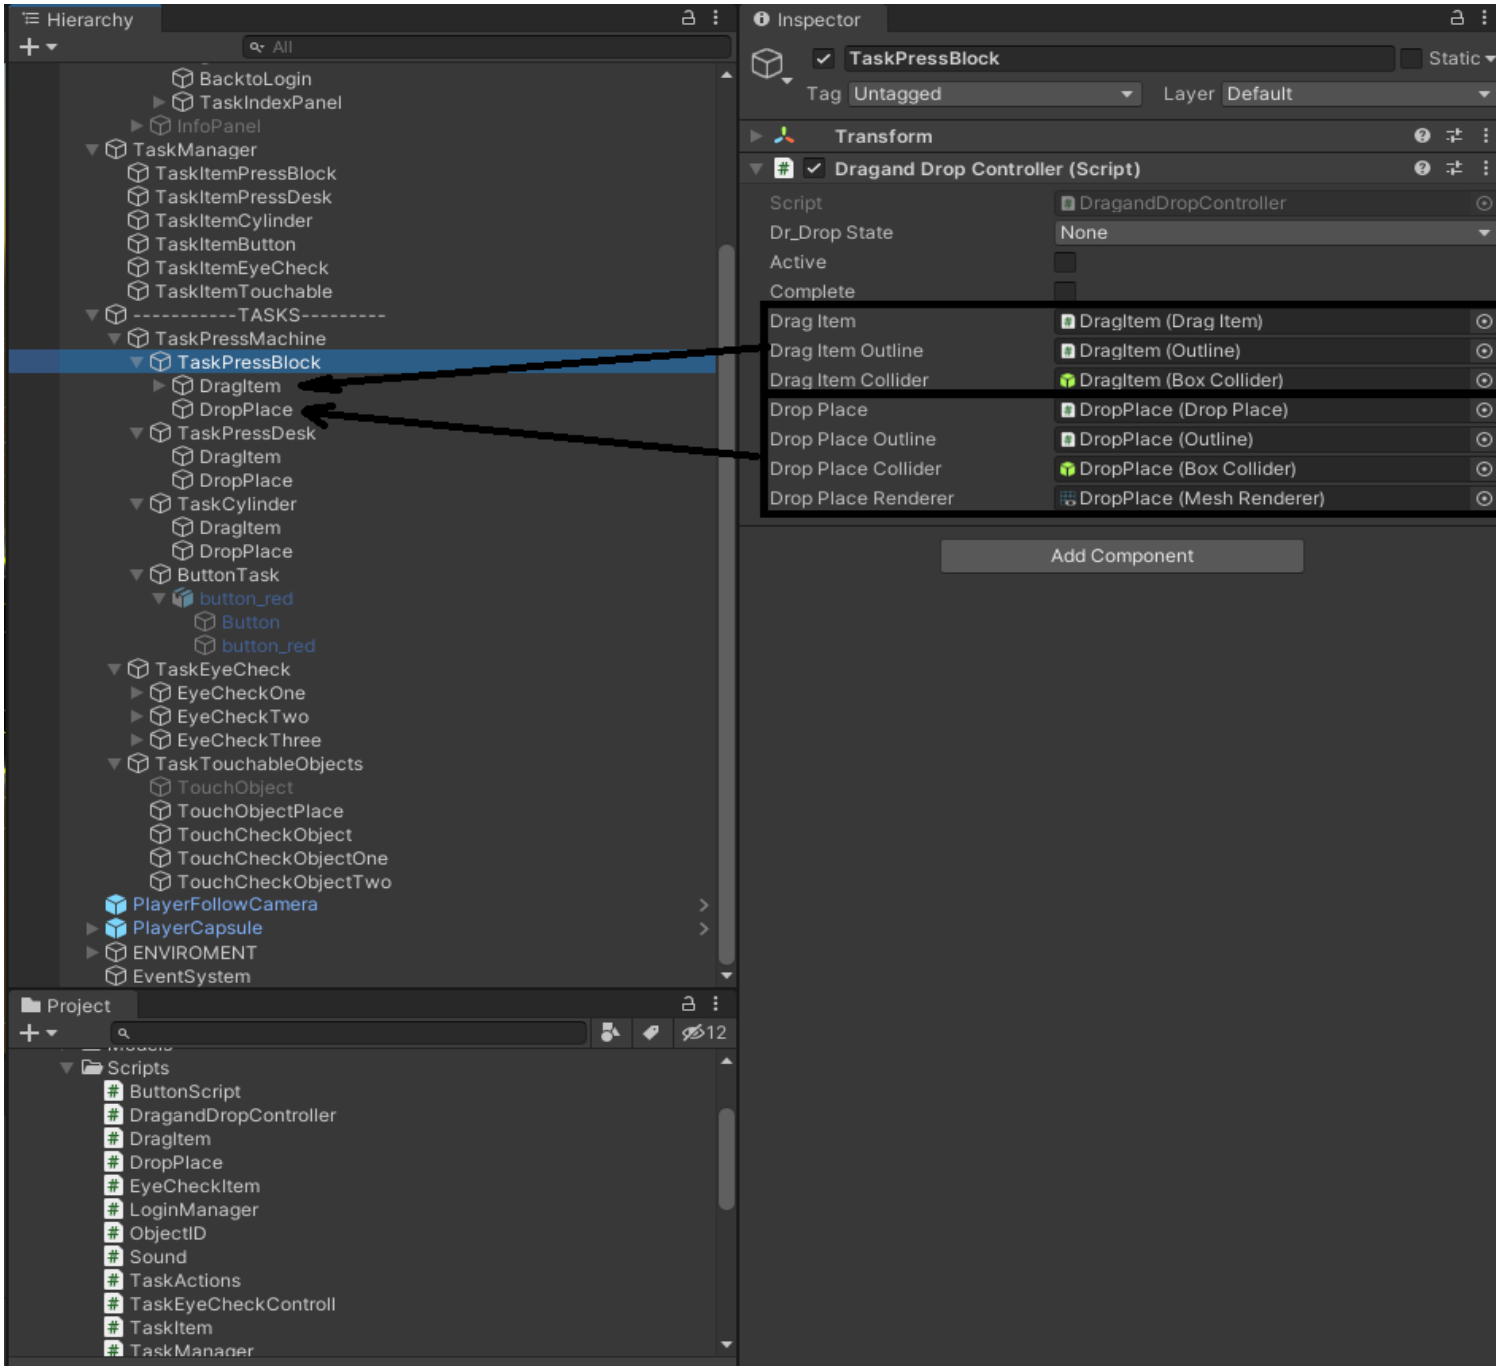 Hierarchy
All
BacktoLogin
TaskIndexPanel
InfoPanel
TaskManager
TaskItemPressBlock
TaskItemPressDesk
TaskItemCylinder
TaskItemButton
TaskItemEyeCheck
TaskItemTouchable
-----------TASKS---------
TaskPressMachine
TaskPressBlock
DragItem
DropPlace
TaskPressDesk
DragItem
DropPlace
TaskCylinder
DragItem
DropPlace
ButtonTask
button_red
Button
button_red
TaskEyeCheck
EyeCheckOne
EyeCheckTwo
EyeCheckThree
TaskTouchableObjects
TouchObject
TouchObjectPlace
TouchCheckObject
TouchCheckObjectOne
TouchCheckObjectTwo
PlayerFollowCamera
PlayerCapsule
ENVIROMENT
EventSystem
Project
12
Models
Scripts
ButtonScript
DragandDropController
DragItem
DropPlace
EyeCheckItem
LoginManager
ObjectID
Sound
TaskActions
TaskEyeCheckControll
TaskItem
TaskManager
Inspector
TaskPressBlock Static
Tag Untagged Layer Default
Transform
# Dragand Drop Controller (Script)
Script DragandDropController
Dr_Drop State None
Active
Complete
Drag Item DragItem (Drag Item)
Drag Item Outline DragItem (Outline)
Drag Item Collider DragItem (Box Collider)
Drop Place DropPlace (Drop Place)
Drop Place Outline DropPlace (Outline)
Drop Place Collider DropPlace (Box Collider)
Drop Place Renderer DropPlace (Mesh Renderer)
Add Component